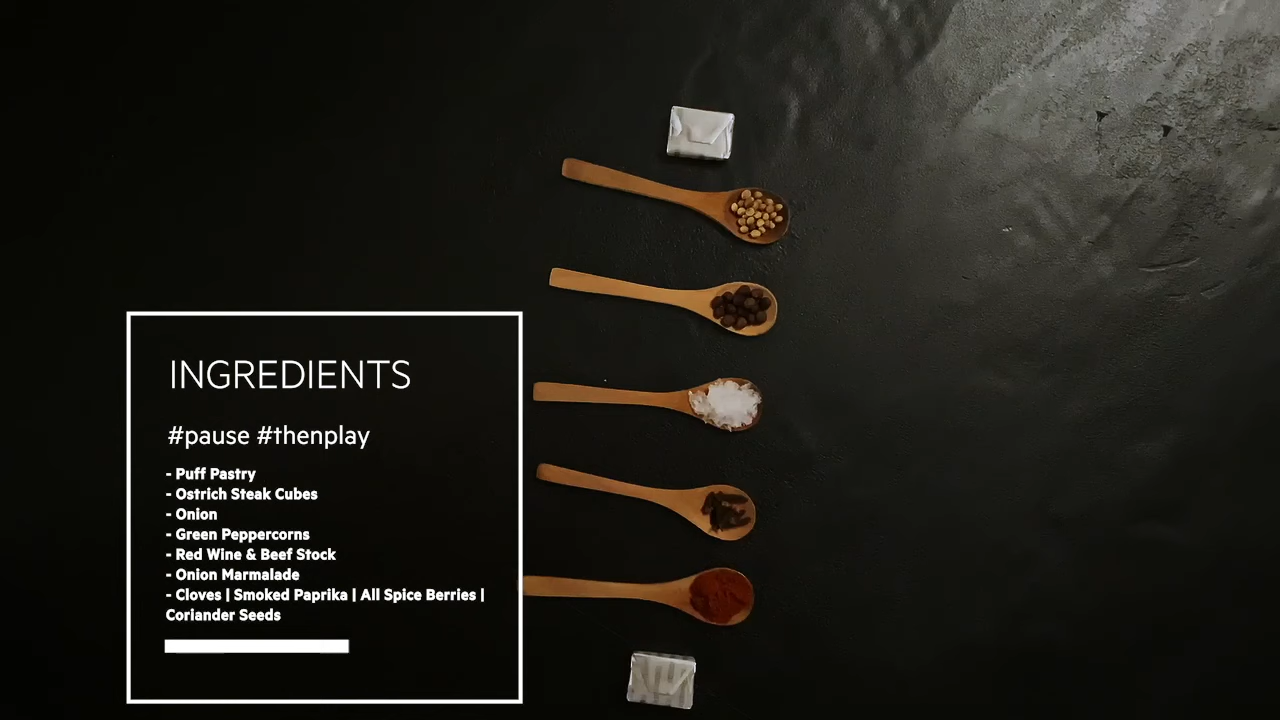 INGREDIENTS
#pause #thenplay
- Puff Pastry
- Ostrich Steak Cubes
- Onion
- Green Peppercorns
- Red Wine & Beef Stock
- Onion Marmalade
- Cloves | Smoked Paprika | All Spice Berries |
Coriander Seeds